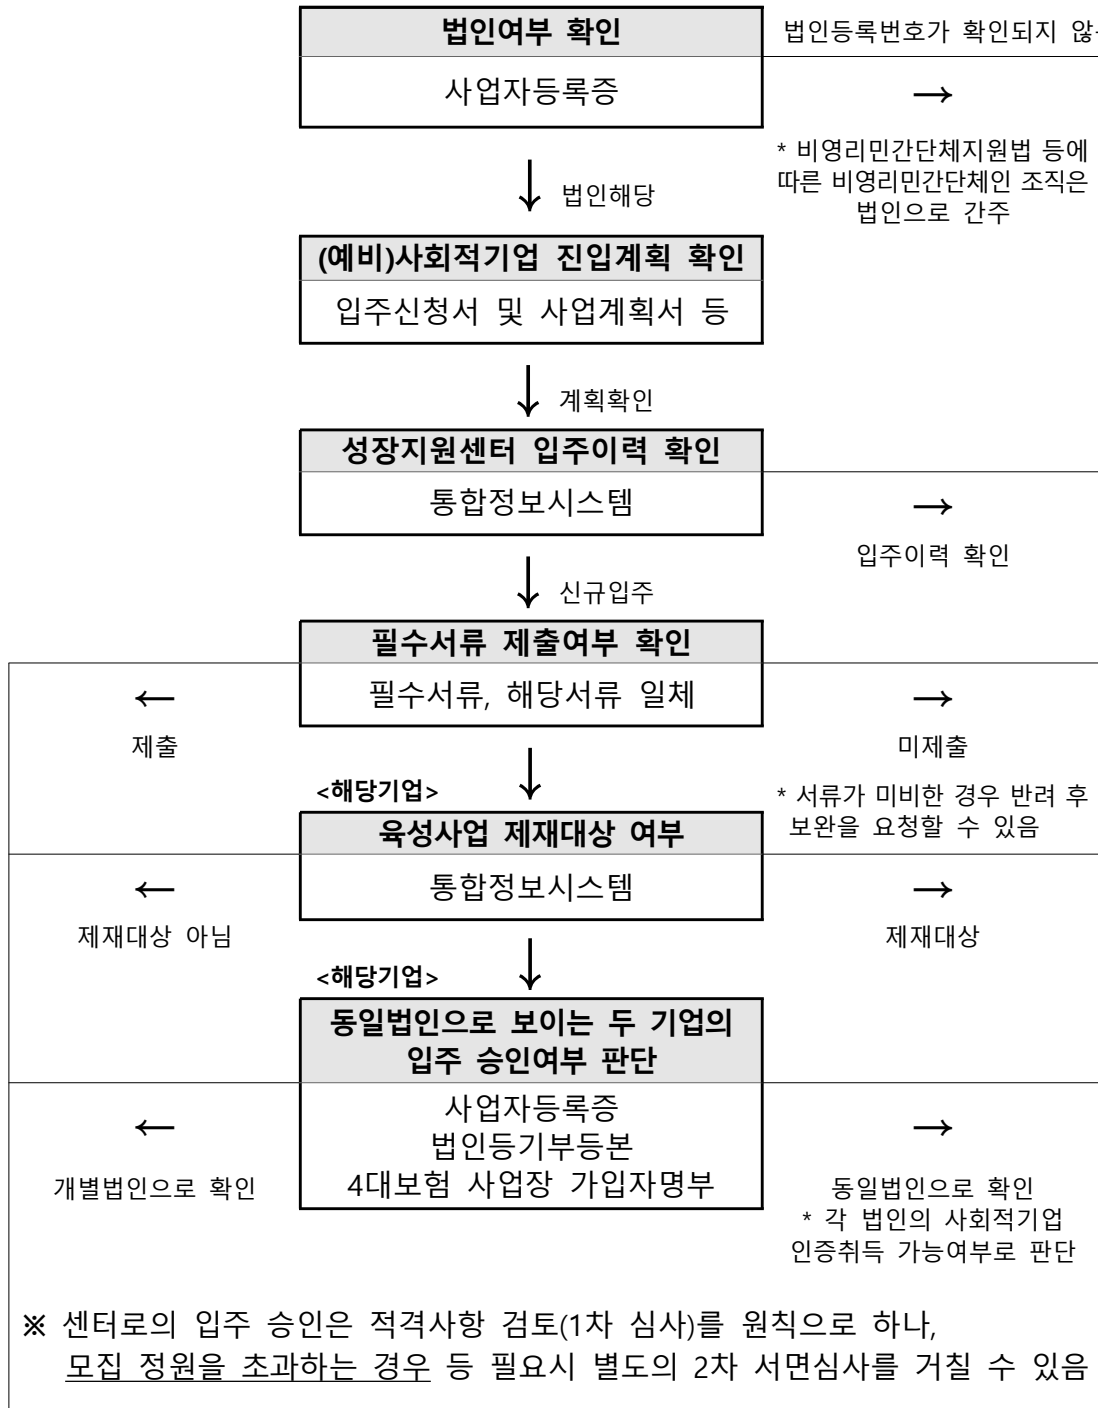 법인여부 확인
법인등록번호가 확인되지 않
사업자등록증
→
* 비영리민간단체지원법 등에
따른 비영리민간단체인 조직은
법인으로 간주
↓ 법인해당
(예비)사회적기업 진입계획 확인
입주신청서 및 사업계획서 등
↓ 계획확인
성장지원센터 입주이력 확인
통합정보시스템
→
입주이력 확인
↓ 신규입주
필수서류 제출여부 확인
필수서류, 해당서류 일체
←
제출
→
미제출
* 서류가 미비한 경우 반려 후
보완을 요청할 수 있음
<해당기업> ↓
육성사업 제재대상 여부
통합정보시스템
←
제재대상 아님
→
제재대상
<해당기업> ↓
동일법인으로 보이는 두 기업의
입주 승인여부 판단
사업자등록증
법인등기부등본
4대보험 사업장 가입자명부
←
개별법인으로 확인
→
동일법인으로 확인
* 각 법인의 사회적기업
인증취득 가능여부로 판단
※ 센터로의 입주 승인은 적격사항 검토(1차 심사)를 원칙으로 하나,
모집 정원을 초과하는 경우 등 필요시 별도의 2차 서면심사를 거칠 수 있음